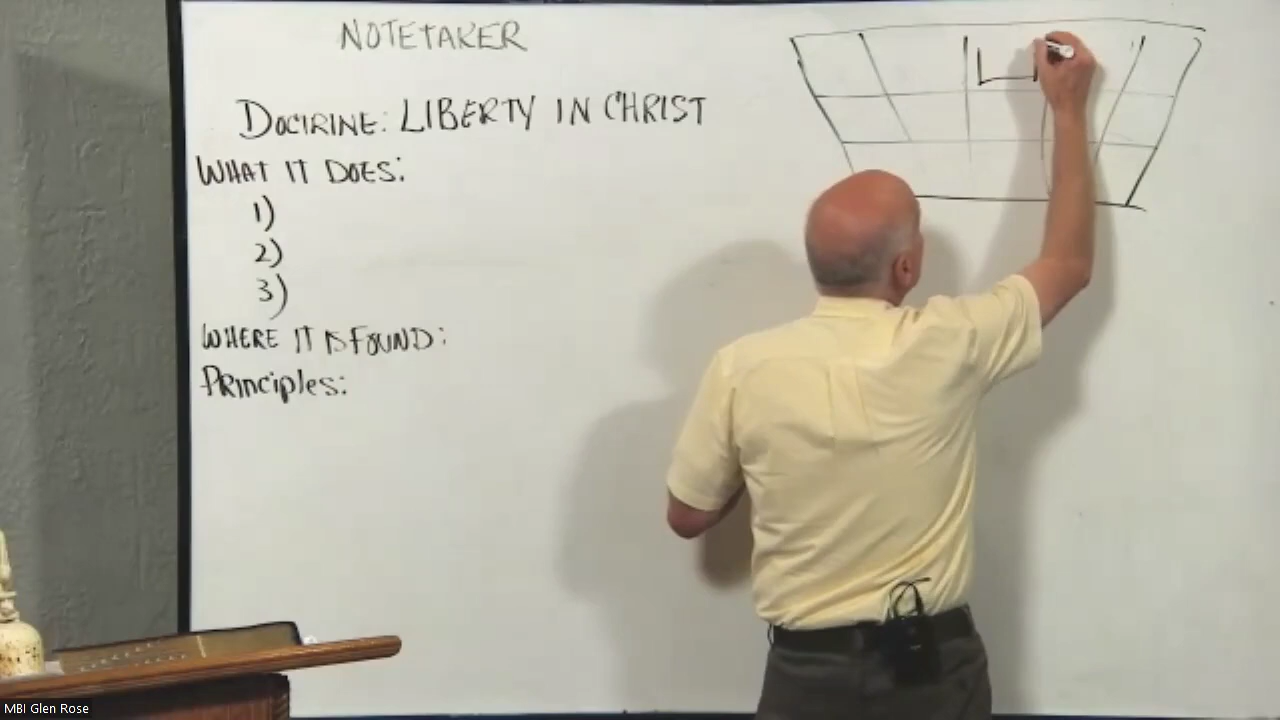 NOTETAKER
DOCTRINE: LIBERTY IN CHRIST
WHAT IT DOES:
1)
2)
3)
WHERE IT IS FOUND:
Principles:
MBI Glen Rose